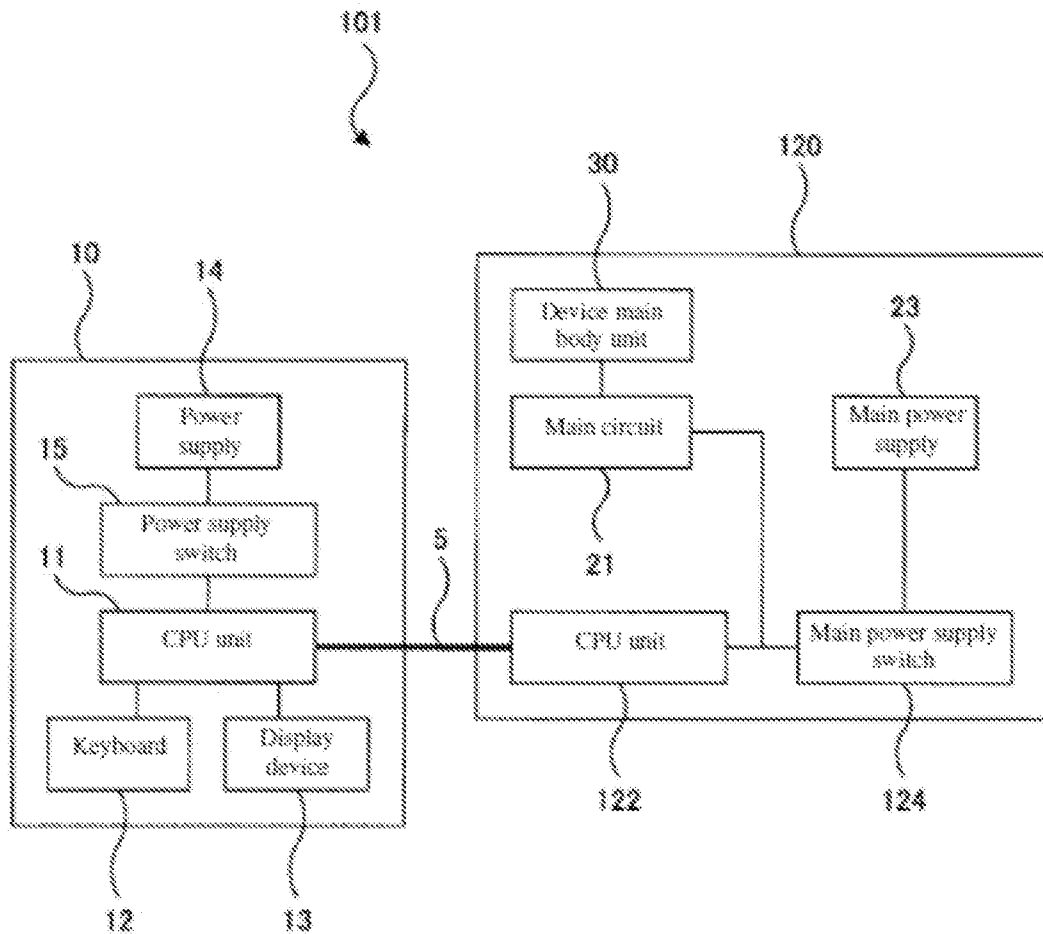 101
120
30
10
14
23
Device main
body unit
Power
supply
Main circuit
Main power
supply
15
Power supply
switch
5
21
11
CPU unit
CPU unit
Main power supply
switch
Keyboard
Display
device
122
124
12
13